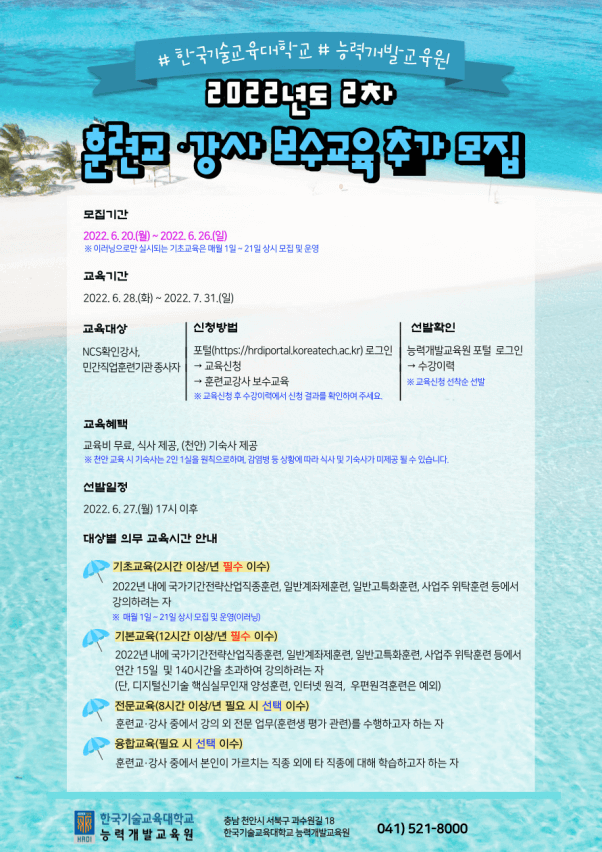 # 한국기술교육대학교 # 능력개발교육원
2022년도 2차
훈련교·강사 보수교육 추가 모집
모집기간
2022. 6. 20.(월) ~ 2022. 6. 26.(일)
※ 이러닝으로만 실시되는 기초교육은 매월 1일 ~ 21일 상시 모집 및 운영
교육기간
2022. 6. 28.(화) ~ 2022. 7. 31.(일)
교육대상
NCS확인강사,
민간직업훈련기관 종사자
신청방법
포털(https://hrdiportal.koreatech.ac.kr) 로그인
→ 교육신청
→ 훈련교강사 보수교육
※ 교육신청 후 수강이력에서 신청 결과를 확인하여 주세요.
선발확인
능력개발교육원 포털 로그인
→ 수강이력
※ 교육신청 선착순 선발
교육혜택
교육비 무료, 식사 제공, (천안) 기숙사 제공
※ 천안 교육 시 기숙사는 2인 1실을 원칙으로하며, 감염병 등 상황에 따라 식사 및 기숙사가 미제공 될 수 있습니다.
선발일정
2022. 6. 27.(월) 17시 이후
대상별 의무 교육시간 안내
기초교육(2시간 이상/년 필수 이수)
2022년 내에 국가기간전략산업직종훈련, 일반계좌제훈련, 일반고특화훈련, 사업주 위탁훈련 등에서
강의하려는 자
※ 매월 1일 ~ 21일 상시 모집 및 운영(이러닝)
기본교육(12시간 이상/년 필수 이수)
2022년 내에 국가기간전략산업직종훈련, 일반계좌제훈련, 일반고특화훈련, 사업주 위탁훈련 등에서
연간 15일 및 140시간을 초과하여 강의하려는 자
(단, 디지털신기술 핵심실무인재 양성훈련, 인터넷 원격, 우편원격훈련은 예외)
전문교육(8시간 이상/년 필요 시 선택 이수)
훈련교·강사 중에서 강의 외 전문 업무(훈련생 평가 관련)를 수행하고자 하는 자
융합교육(필요 시 선택 이수)
훈련교·강사 중에서 본인이 가르치는 직종 외에 타 직종에 대해 학습하고자 하는 자
HRDI
한국기술교육대학교
능력개발교육원
충남 천안시 서북구 과수원길 18
한국기술교육대학교 능력개발교육원
041) 521-8000